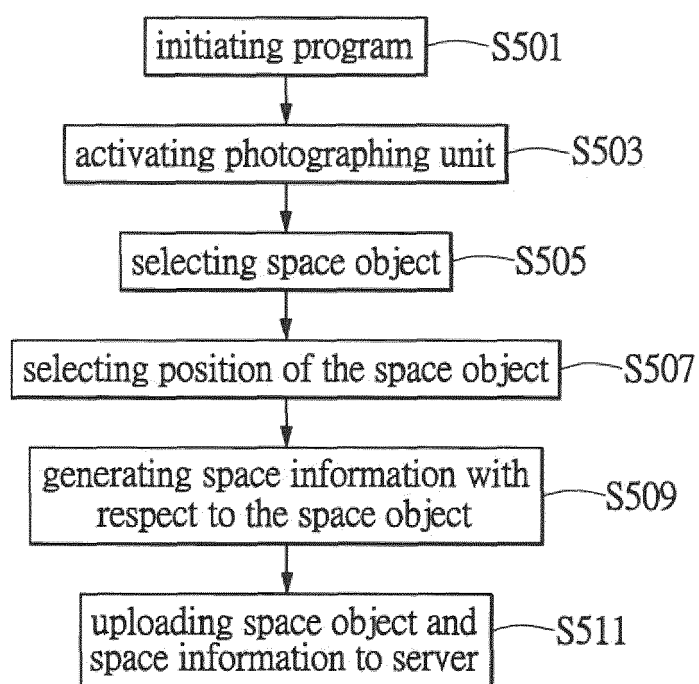 initiating program
S501
activating photographing unit
S503
selecting space object
S505
selecting position of the space object
S507
generating space information with
respect to the space object
S509
uploading space object and
space information to server
S511